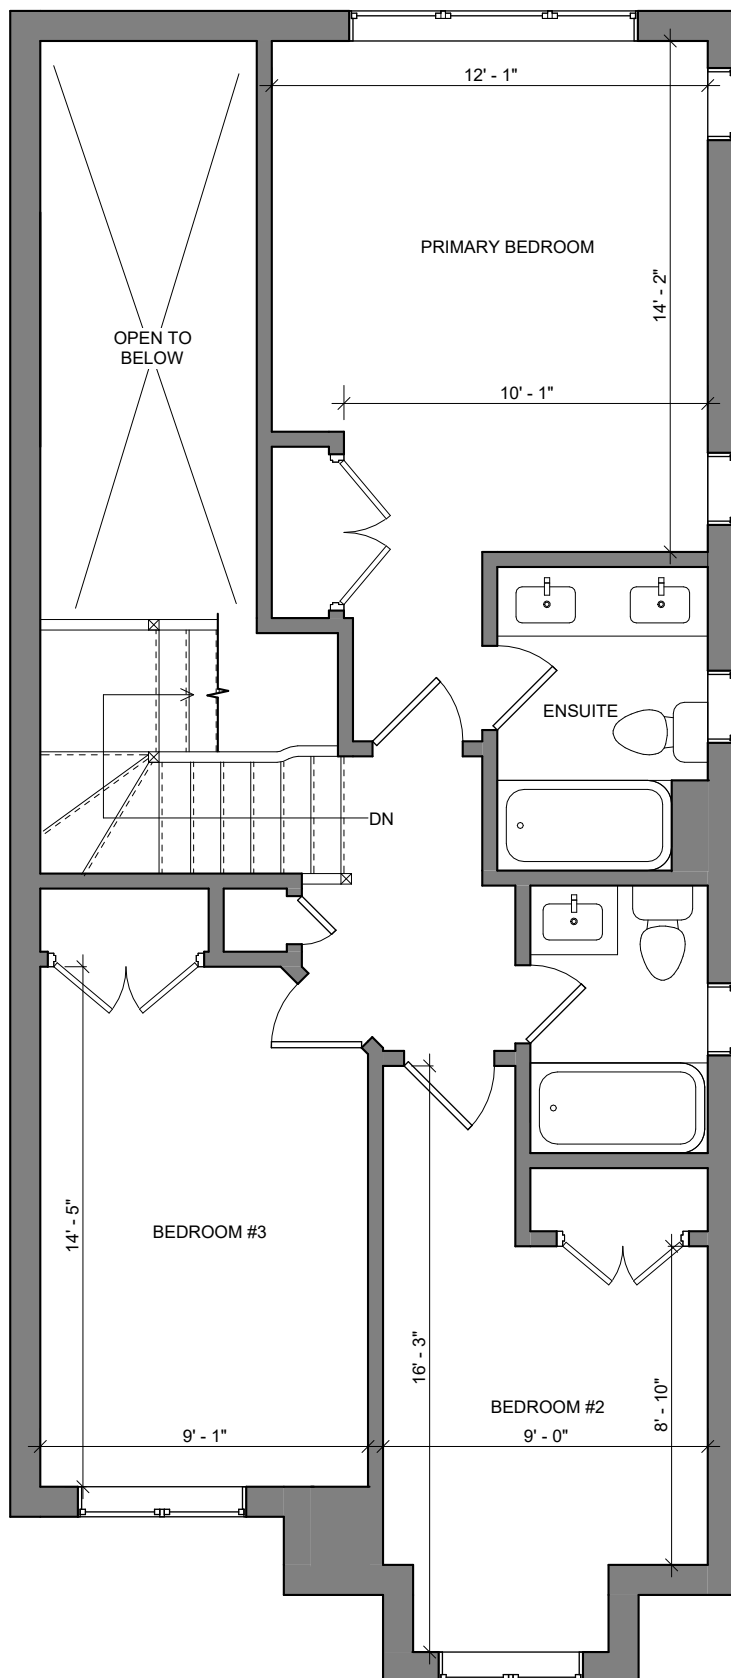 12' - 1"
PRIMARY BEDROOM
14' - 2"
OPEN TO
BELOW
10' - 1"
ENSUITE
DN
14' - 5"
BEDROOM #3
16' - 3"
BEDROOM #2
8' - 10"
9' - 1"
9' - 0"